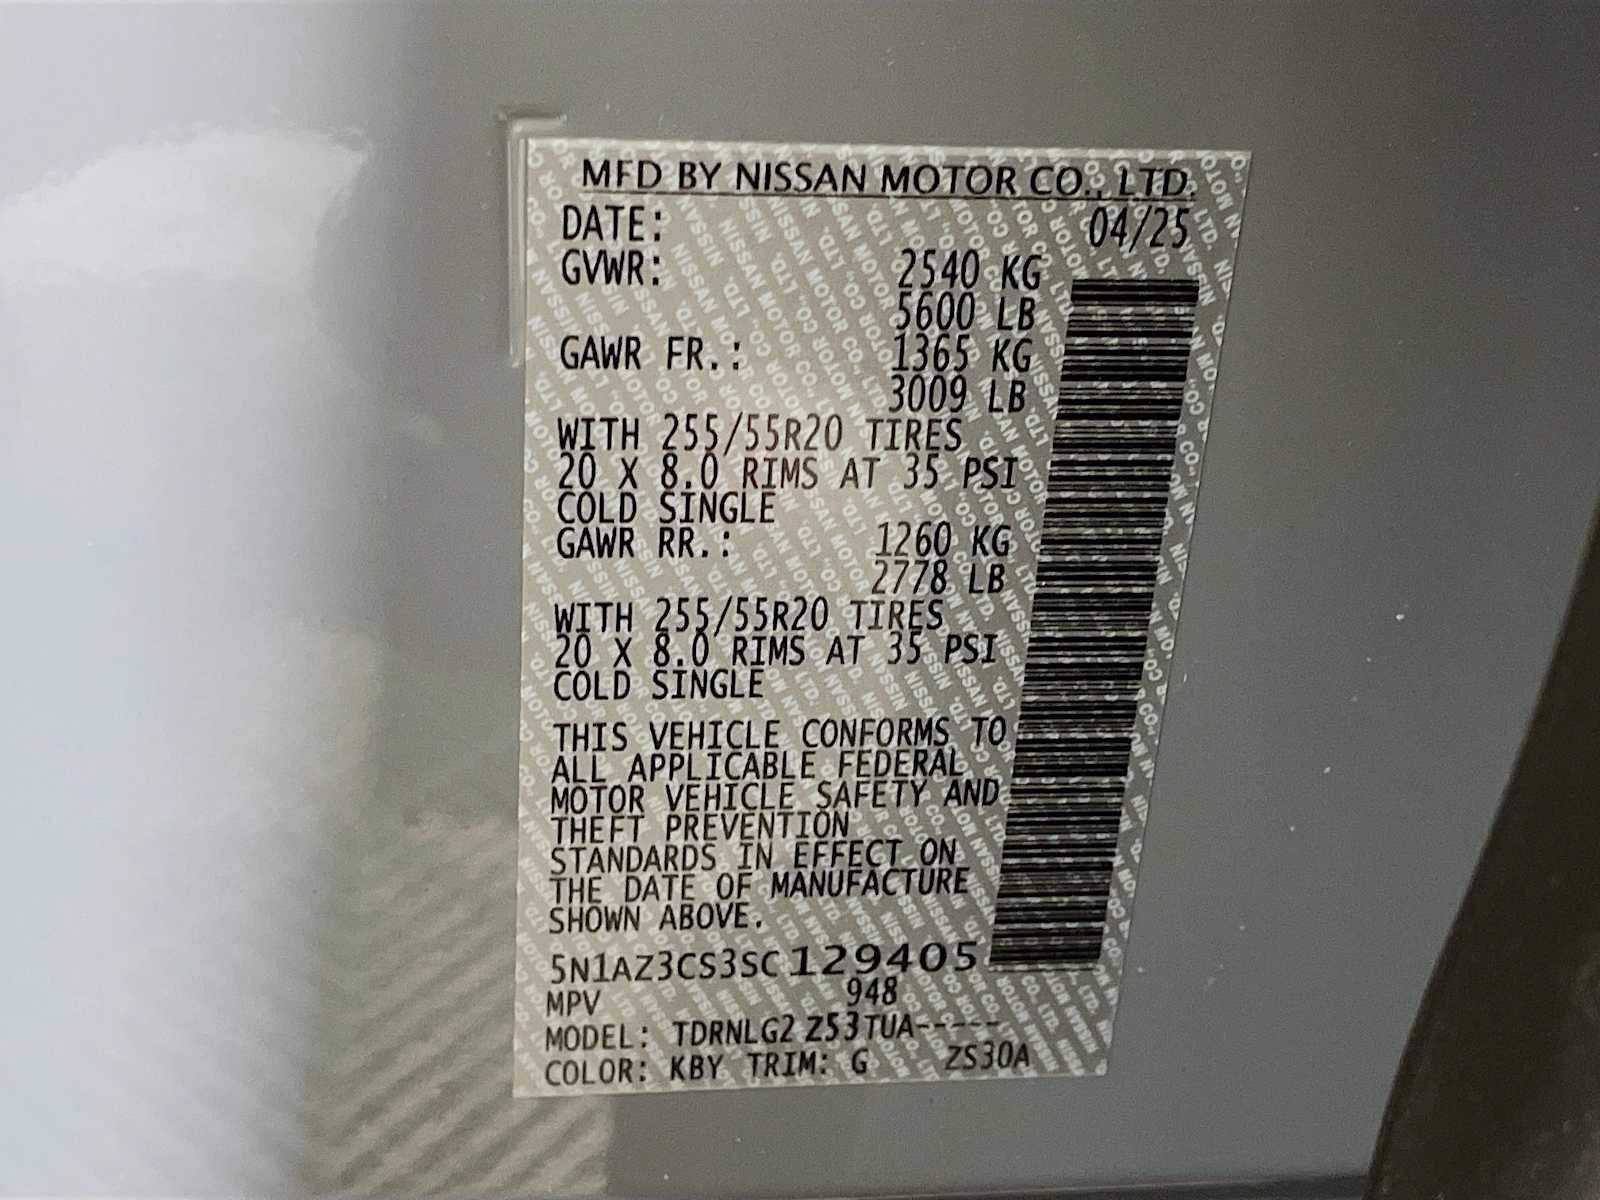 MFD BY NISSAN MOTOR CO., LTD.
DATE: 04/25
GVWR: 2540 KG
5600 LB
GAWR FR.: 1365 KG
3009 LB
WITH 255/55R20 TIRES
20 X 8.0 RIMS AT 35 PSI
COLD SINGLE
GAWR RR.: 1260 KG
2778 LB
WITH 255/55R20 TIRES
20 X 8.0 RIMS AT 35 PSI
COLD SINGLE
THIS VEHICLE CONFORMS TO
ALL APPLICABLE FEDERAL
MOTOR VEHICLE SAFETY AND
THEFT PREVENTION
STANDARDS IN EFFECT ON
THE DATE OF MANUFACTURE
SHOWN ABOVE.
5N1AZ3CS3SC129405
MPV 948
MODEL: TDRNLG2 Z53TUA-----
COLOR: KBY TRIM: G ZS30A